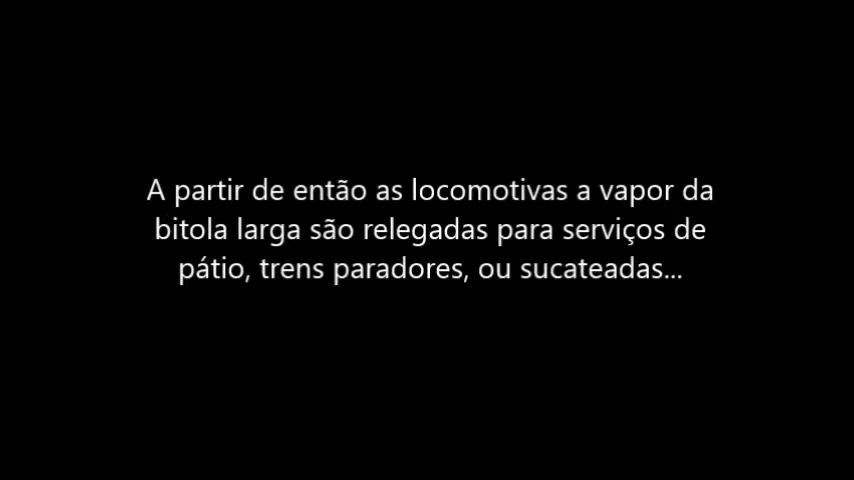 A partir de então as locomotivas a vapor da
bitola larga são relegadas para serviços de
pátio, trens paradores, ou sucateadas...